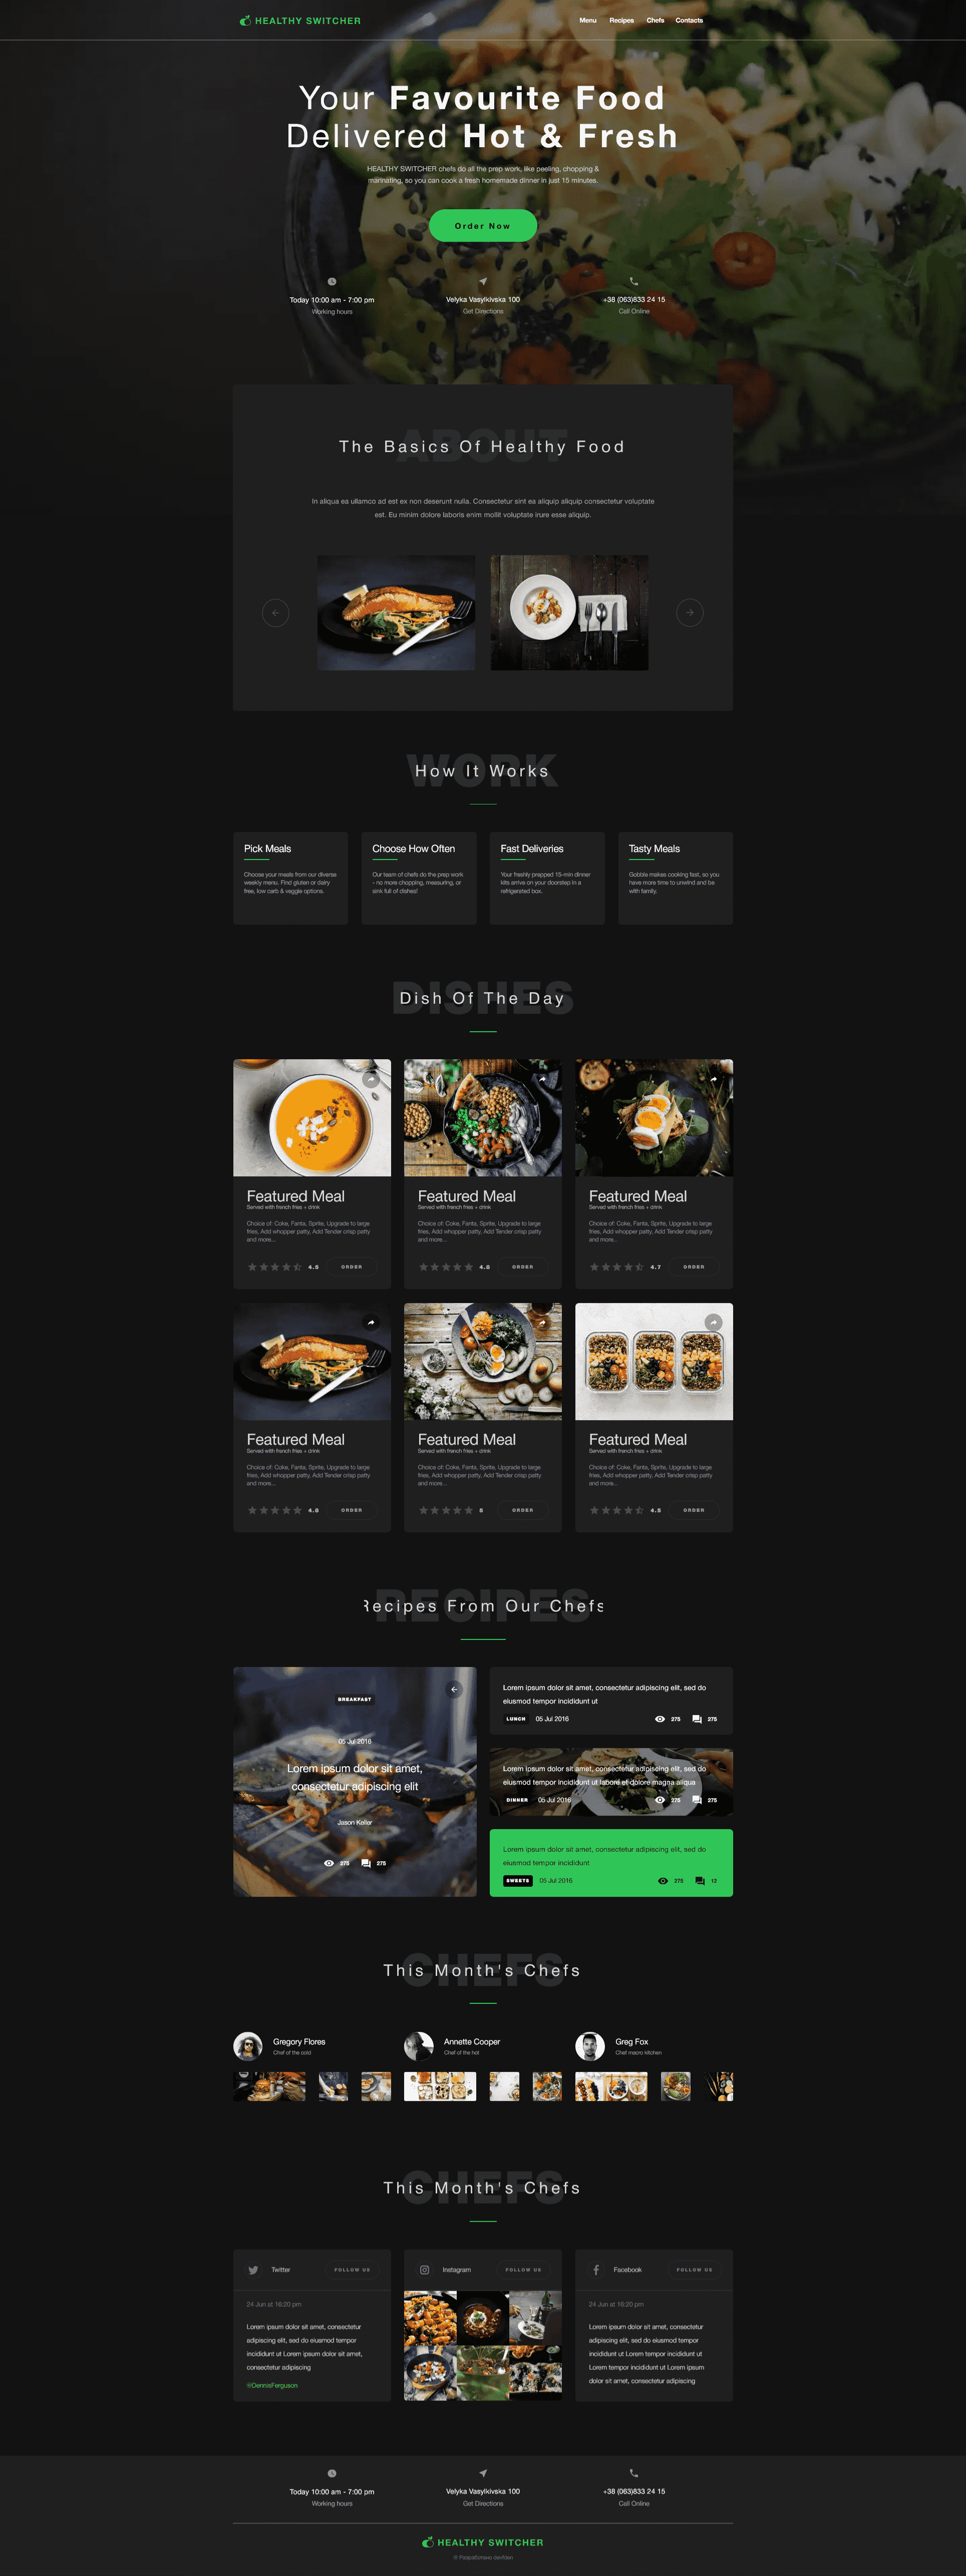 HEALTHY SWITCHER
Menu Recipes Chefs Contacts
Your Favourite Food
Delivered Hot & Fresh
HEALTHY SWITCHER chefs do all the prep work, like peeling, chopping &
marinating, so you can cook a fresh homemade dinner in just 15 minutes.
Order Now
Today 10:00 am - 7:00 pm
Working hours
Velyka Vasylkivska 100
Get Directions
+38 (063)833 24 15
Call Online
ABOUT
The Basics Of Healthy Food
In aliqua ea ullamco ad est ex non deserunt nulla. Consectetur sint ea aliquip aliquip consectetur voluptate
est. Eu minim dolore laboris enim mollit voluptate irure esse aliquip.
WORK
How It Works
Pick Meals
Choose your meals from our diverse
weekly menu. Find gluten or dairy
free, low carb & veggie options.
Choose How Often
Our team of chefs do the prep work
- no more chopping, measuring, or
sink full of dishes!
Fast Deliveries
Your freshly prepped 15-min dinner
kits arrive on your doorstep in a
refrigerated box.
Tasty Meals
Gobble makes cooking fast, so you
have more time to unwind and be
with family.
DISHES
Dish Of The Day
Featured Meal
Served with french fries + drink
Choice of: Coke, Fanta, Sprite, Upgrade to large
fries, Add whopper patty, Add Tender crisp patty
and more...
4.5 ORDER
Featured Meal
Served with french fries + drink
Choice of: Coke, Fanta, Sprite, Upgrade to large
fries, Add whopper patty, Add Tender crisp patty
and more...
4.8 ORDER
Featured Meal
Served with french fries + drink
Choice of: Coke, Fanta, Sprite, Upgrade to large
fries, Add whopper patty, Add Tender crisp patty
and more...
4.7 ORDER
Featured Meal
Served with french fries + drink
Choice of: Coke, Fanta, Sprite, Upgrade to large
fries, Add whopper patty, Add Tender crisp patty
and more...
4.8 ORDER
Featured Meal
Served with french fries + drink
Choice of: Coke, Fanta, Sprite, Upgrade to large
fries, Add whopper patty, Add Tender crisp patty
and more...
5 ORDER
Featured Meal
Served with french fries + drink
Choice of: Coke, Fanta, Sprite, Upgrade to large
fries, Add whopper patty, Add Tender crisp patty
and more...
4.5 ORDER
RECIPES
Recipes From Our Chefs
BREAKFAST
05 Jul 2016
Lorem ipsum dolor sit amet,
consectetur adipiscing elit
Jason Keller
275 275
Lorem ipsum dolor sit amet, consectetur adipiscing elit, sed do
eiusmod tempor incididunt ut
LUNCH 05 Jul 2016 275 275
Lorem ipsum dolor sit amet, consectetur adipiscing elit, sed do
eiusmod tempor incididunt ut labore et dolore magna aliqua
DINNER 05 Jul 2016 275 275
Lorem ipsum dolor sit amet, consectetur adipiscing elit, sed do
eiusmod tempor incididunt
SWEETS 05 Jul 2016 275 12
CHEFS
This Month's Chefs
Gregory Flores
Chef of the cold
Annette Cooper
Chef of the hot
Greg Fox
Chef macro kitchen
CHEFS
This Month's Chefs
Twitter FOLLOW US
24 Jun at 16:20 pm
Lorem ipsum dolor sit amet, consectetur
adipiscing elit, sed do eiusmod tempor
incididunt ut Lorem ipsum dolor sit amet,
consectetur adipiscing
@DennisFerguson
Instagram FOLLOW US
Facebook FOLLOW US
24 Jun at 16:20 pm
Lorem ipsum dolor sit amet, consectetur
adipiscing elit, sed do eiusmod tempor
incididunt ut Lorem tempor incididunt ut
Lorem tempor incididunt ut Lorem ipsum
dolor sit amet, consectetur adipiscing
Today 10:00 am - 7:00 pm
Working hours
Velyka Vasylkivska 100
Get Directions
+38 (063)833 24 15
Call Online
HEALTHY SWITCHER